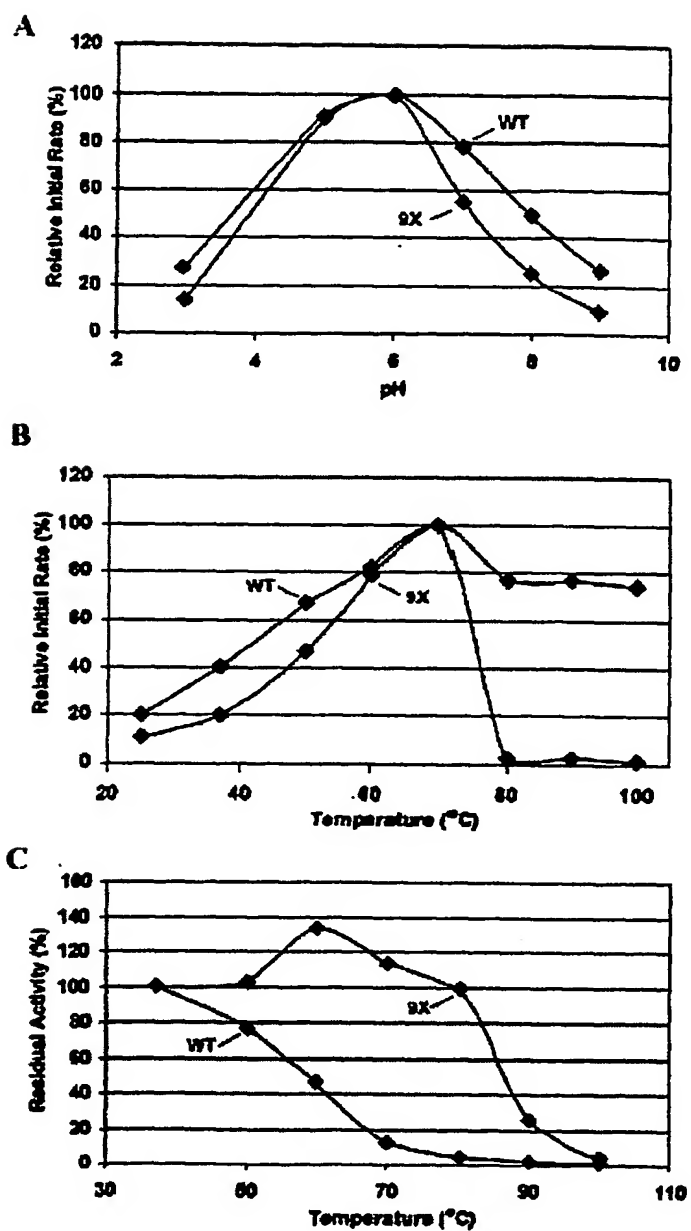 A
Relative Initial Rate (%)
120
100
80
60
40
20
0
WT
9X
2
4
6
8
10
pH
B
Relative Initial Rate (%)
120
100
80
60
40
20
0
WT
9X
20
40
60
80
100
Temperature (°C)
C
Residual Activity (%)
160
140
120
100
80
60
40
20
0
WT
9X
30
50
70
90
110
Temperature (°C)